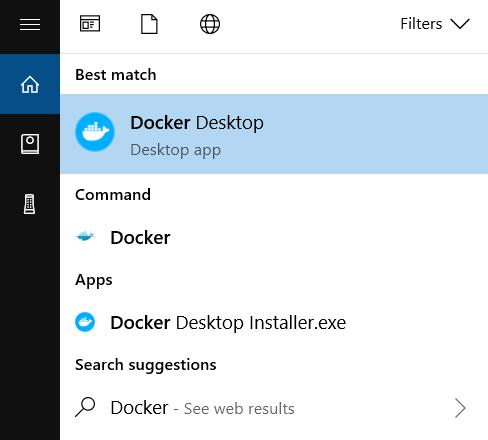 Filters
Best match
Docker Desktop
Desktop app
Command
Docker
Apps
Docker Desktop Installer.exe
Search suggestions
Docker - See web results